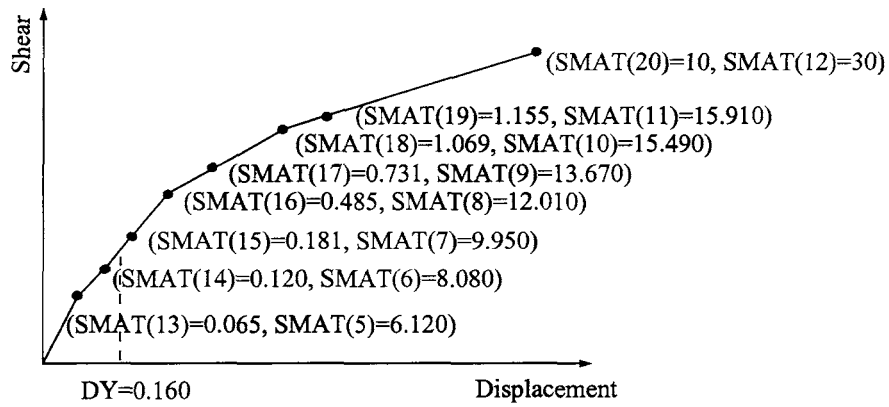 Shear
(SMAT(20)=10, SMAT(12)=30)
(SMAT(19)=1.155, SMAT(11)=15.910)
(SMAT(18)=1.069, SMAT(10)=15.490)
(SMAT(17)=0.731, SMAT(9)=13.670)
(SMAT(16)=0.485, SMAT(8)=12.010)
(SMAT(15)=0.181, SMAT(7)=9.950)
(SMAT(14)=0.120, SMAT(6)=8.080)
(SMAT(13)=0.065, SMAT(5)=6.120)
DY=0.160
Displacement